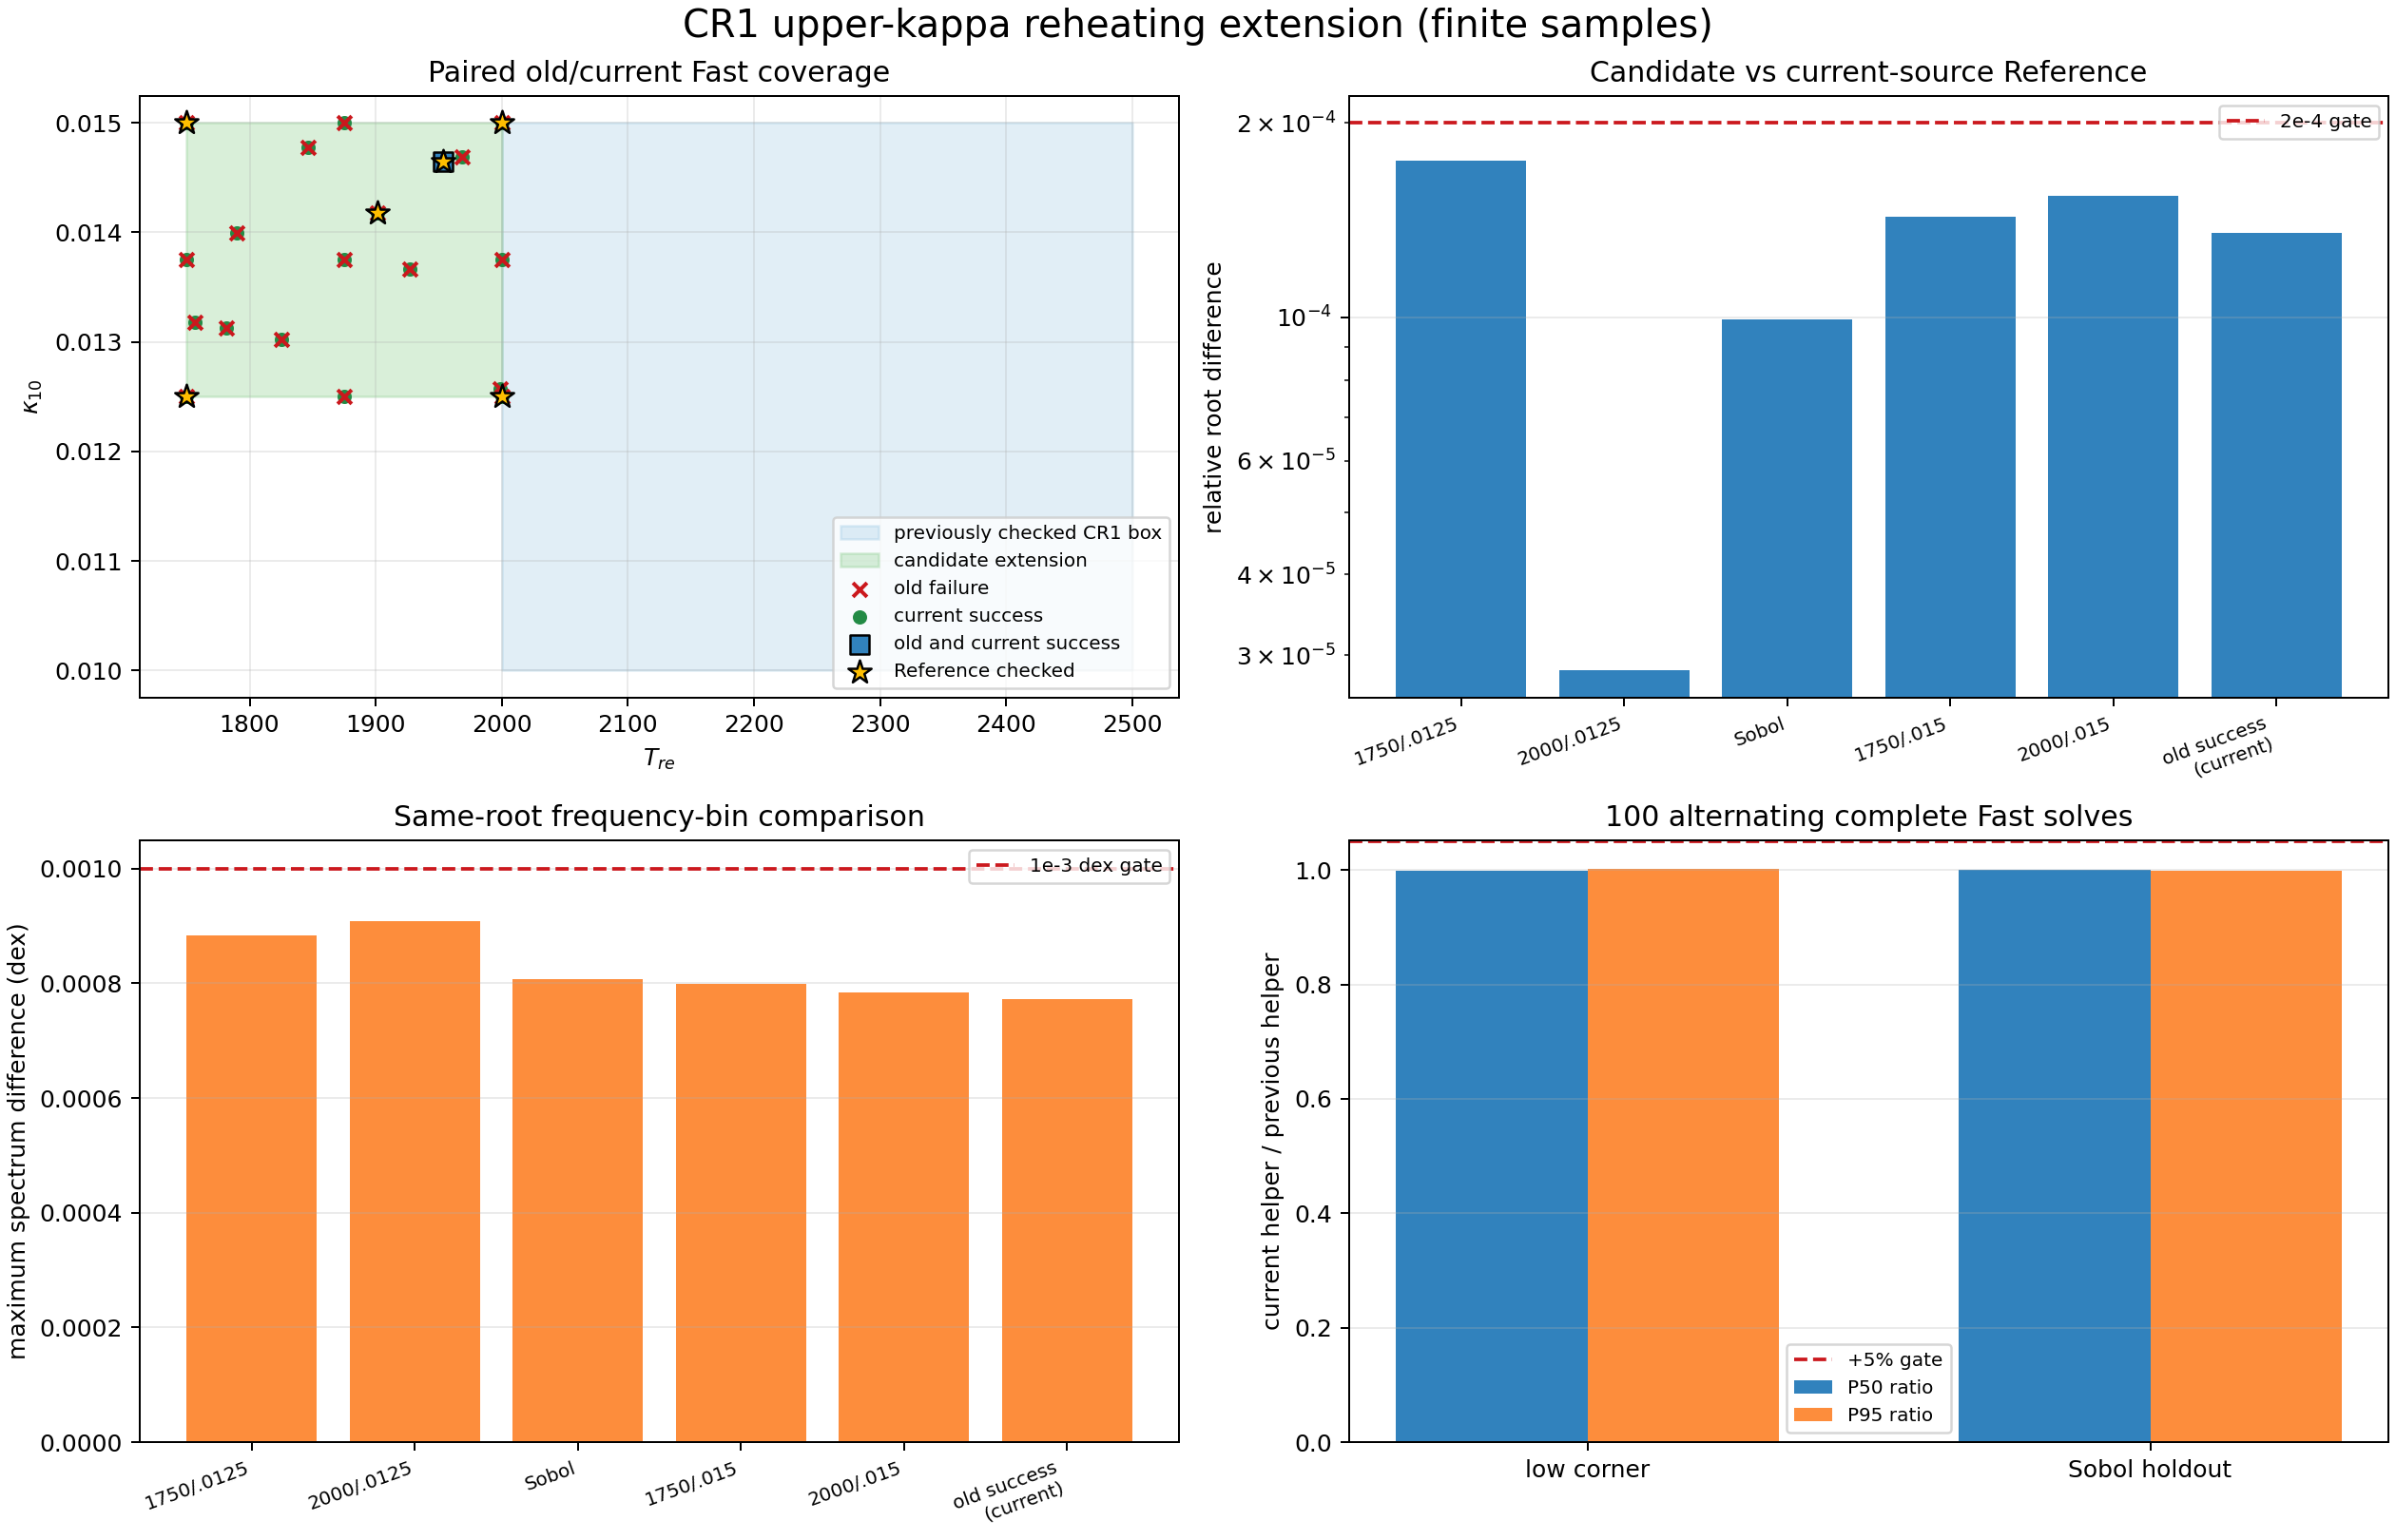 CR1 upper-kappa reheating extension (finite samples)
Paired old/current Fast coverage
κ10
0.015
0.014
0.013
0.012
0.011
0.010
1800
1900
2000
2100
2200
2300
2400
2500
Tre
previously checked CR1 box
candidate extension
old failure
current success
old and current success
Reference checked
Candidate vs current-source Reference
relative root difference
2 × 10⁻⁴
10⁻⁴
6 × 10⁻⁵
4 × 10⁻⁵
3 × 10⁻⁵
2e-4 gate
1750/.0125
2000/.0125
Sobol
1750/.015
2000/.015
old success
(current)
Same-root frequency-bin comparison
maximum spectrum difference (dex)
0.0010
0.0008
0.0006
0.0004
0.0002
0.0000
1e-3 dex gate
1750/.0125
2000/.0125
Sobol
1750/.015
2000/.015
old success
(current)
100 alternating complete Fast solves
current helper / previous helper
1.0
0.8
0.6
0.4
0.2
0.0
+5% gate
P50 ratio
P95 ratio
low corner
Sobol holdout